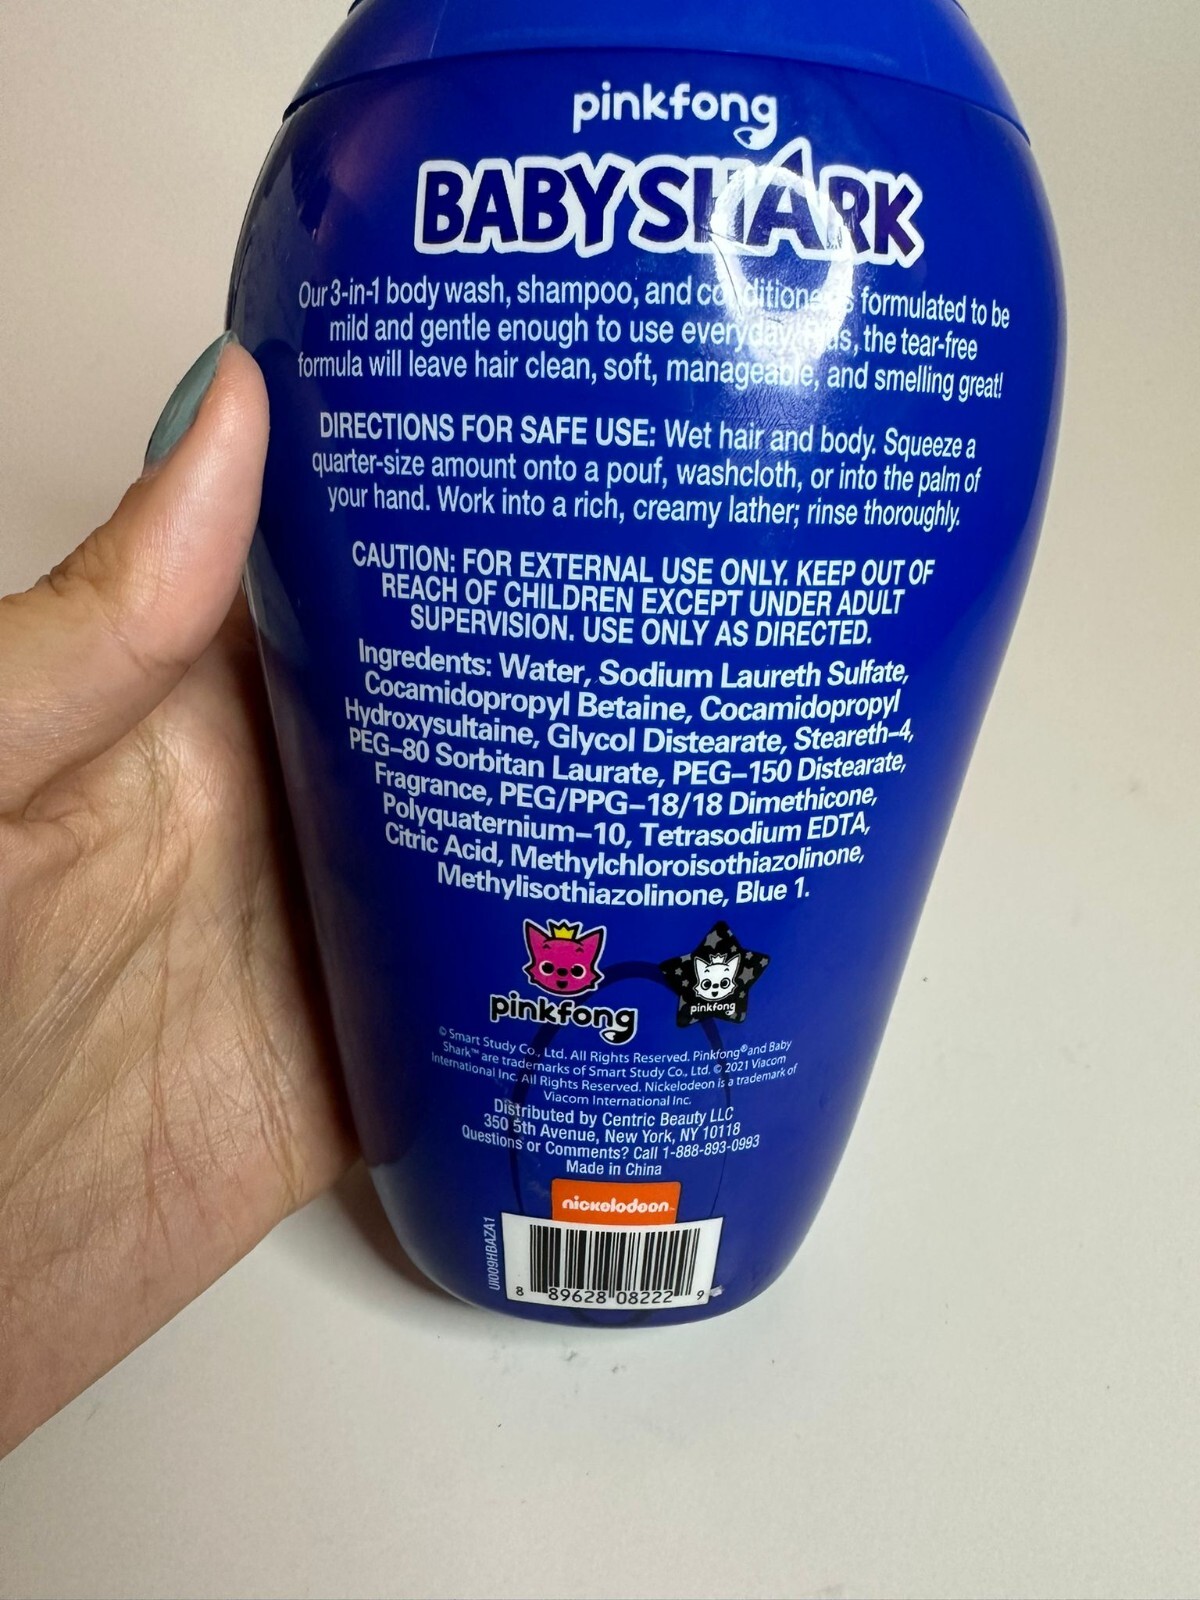 pinkfong
BABY SHARK
Our 3-in-1 body wash, shampoo, and conditioner is formulated to be
mild and gentle enough to use everyday. Plus, the tear-free
formula will leave hair clean, soft, manageable, and smelling great!
DIRECTIONS FOR SAFE USE: Wet hair and body. Squeeze a
quarter-size amount onto a pouf, washcloth, or into the palm of
your hand. Work into a rich, creamy lather; rinse thoroughly.
CAUTION: FOR EXTERNAL USE ONLY. KEEP OUT OF
REACH OF CHILDREN EXCEPT UNDER ADULT
SUPERVISION. USE ONLY AS DIRECTED.
Ingredents: Water, Sodium Laureth Sulfate,
Cocamidopropyl Betaine, Cocamidopropyl
Hydroxysultaine, Glycol Distearate, Steareth-4,
PEG-80 Sorbitan Laurate, PEG-150 Distearate,
Fragrance, PEG/PPG-18/18 Dimethicone,
Polyquaternium-10, Tetrasodium EDTA,
Citric Acid, Methylchloroisothiazolinone,
Methylisothiazolinone, Blue 1.
pinkfong
pinkfong
© Smart Study Co., Ltd. All Rights Reserved. Pinkfong® and Baby
Shark™ are trademarks of Smart Study Co., Ltd. © 2021 Viacom
International Inc. All Rights Reserved. Nickelodeon is a trademark of
Viacom International Inc.
Distributed by Centric Beauty LLC
350 5th Avenue, New York, NY 10118
Questions or Comments? Call 1-888-893-0993
Made in China
nickelodeon™
UI009HBAZA1
8 89628 08222 9